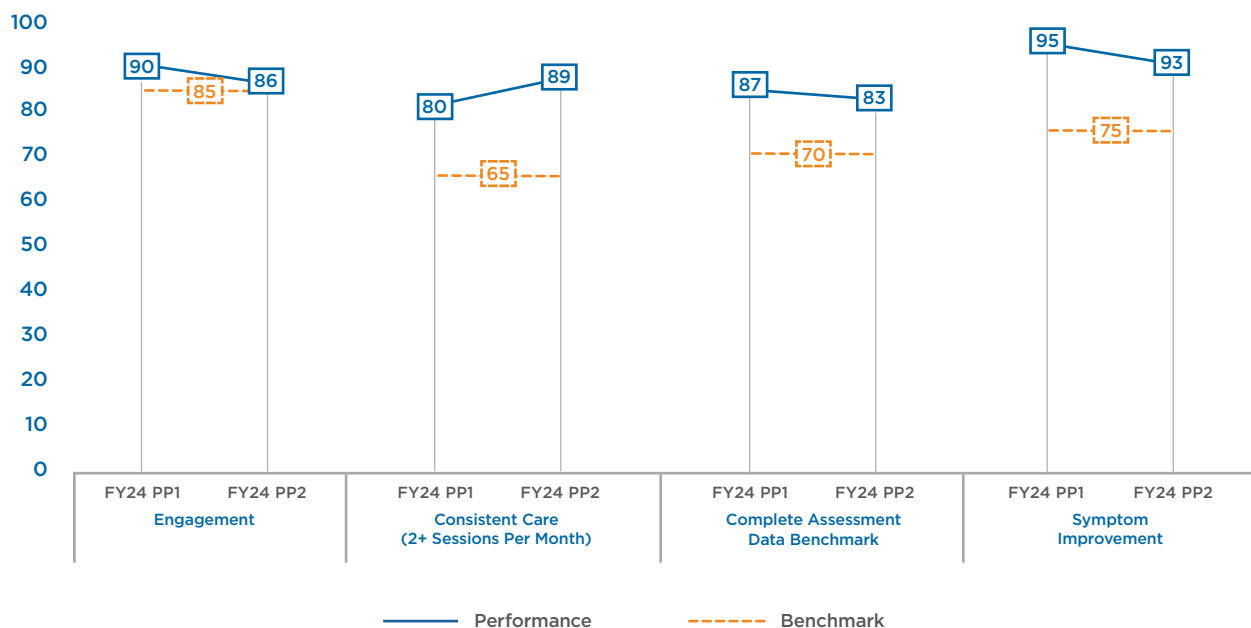 100
90
80
70
60
50
40
30
20
10
0
90
86
85
80
89
65
87
83
70
95
93
75
FY24 PP1
FY24 PP2
Engagement
FY24 PP1
FY24 PP2
Consistent Care
(2+ Sessions Per Month)
FY24 PP1
FY24 PP2
Complete Assessment
Data Benchmark
FY24 PP1
FY24 PP2
Symptom
Improvement
Performance
Benchmark